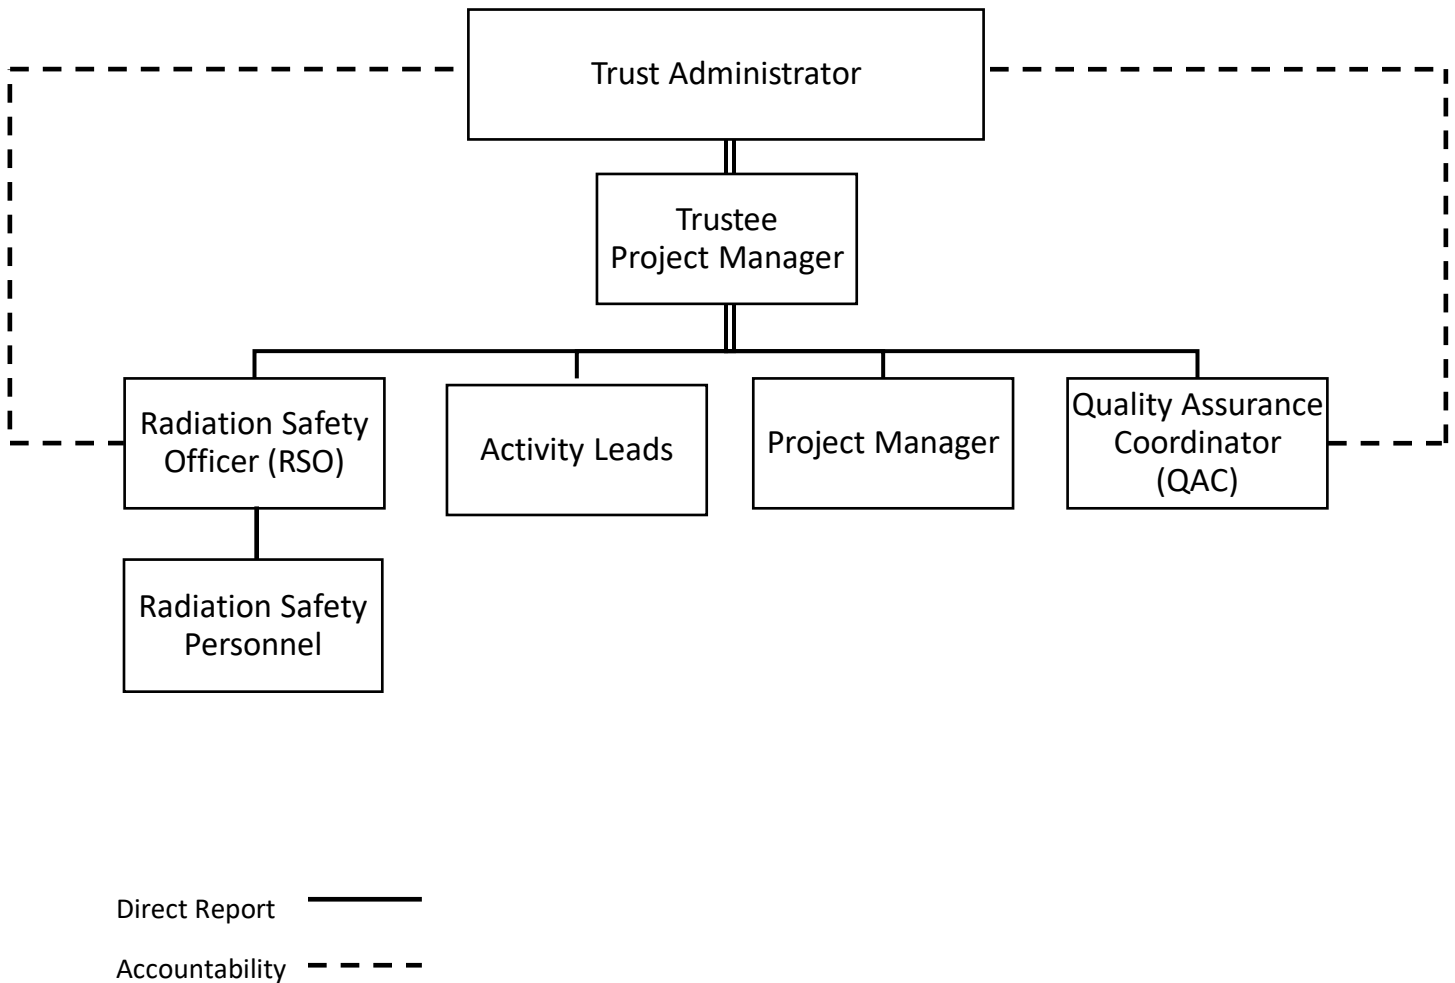 Trust Administrator
Trustee
Project Manager
Radiation Safety
Officer (RSO)
Activity Leads
Project Manager
Quality Assurance
Coordinator
(QAC)
Radiation Safety
Personnel
Direct Report
Accountability